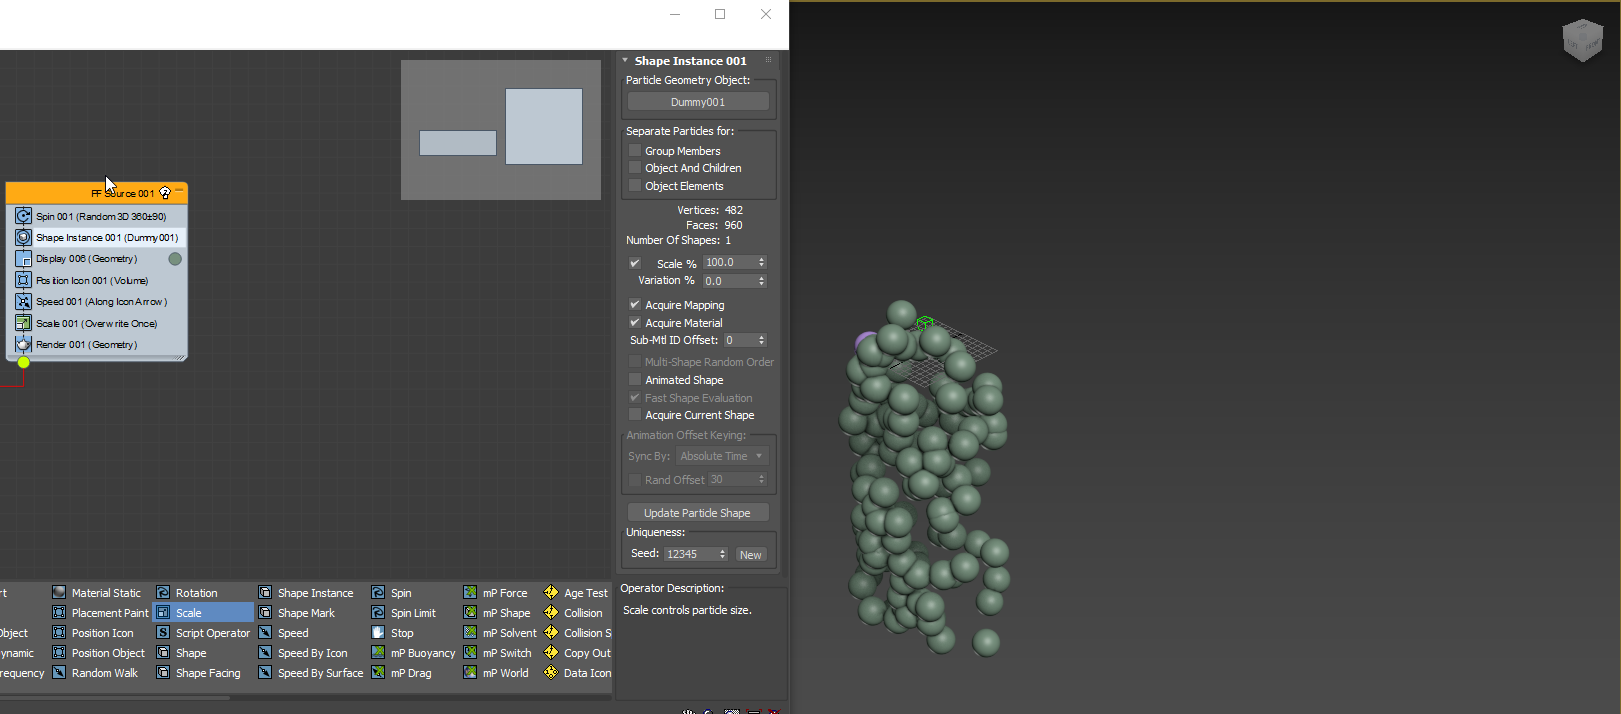 PF Source 001
Spin 001 (Random 3D 360±90)
Shape Instance 001 (Dummy001)
Display 006 (Geometry)
Position Icon 001 (Volume)
Speed 001 (Along Icon Arrow)
Scale 001 (Overwrite Once)
Render 001 (Geometry)
Shape Instance 001
Particle Geometry Object:
Dummy001
Separate Particles for:
Group Members
Object And Children
Object Elements
Vertices: 482
Faces: 960
Number Of Shapes: 1
Scale % 100.0
Variation % 0.0
Acquire Mapping
Acquire Material
Sub-Mtl ID Offset: 0
Multi-Shape Random Order
Animated Shape
Fast Shape Evaluation
Acquire Current Shape
Animation Offset Keying:
Sync By: Absolute Time
Rand Offset 30
Update Particle Shape
Uniqueness:
Seed: 12345 New
rt Material Static Rotation Shape Instance Spin mP Force Age Test
Placement Paint Scale Shape Mark Spin Limit mP Shape Collision
Object Position Icon Script Operator Speed Stop mP Solvent Collision S
ynamic Position Object Shape Speed By Icon mP Buoyancy mP Switch Copy Out
requency Random Walk Shape Facing Speed By Surface mP Drag mP World Data Icon
Operator Description:
Scale controls particle size.